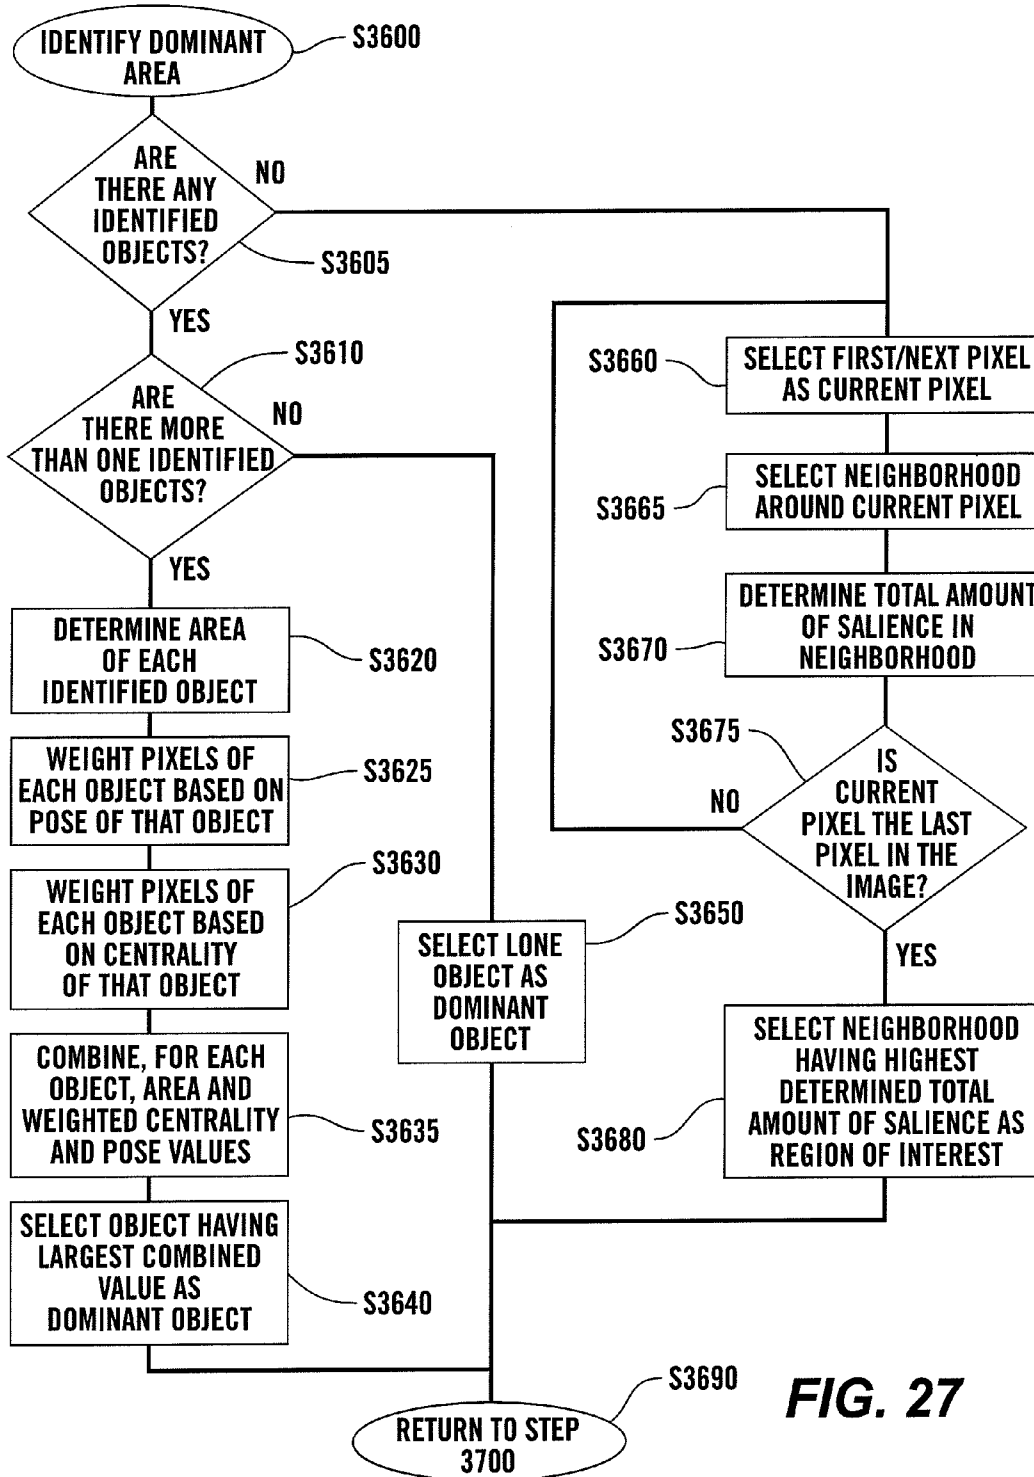 IDENTIFY DOMINANT
AREA
S3600
ARE
THERE ANY
IDENTIFIED
OBJECTS?
NO
S3605
YES
S3610
ARE
THERE MORE
THAN ONE IDENTIFIED
OBJECTS?
NO
YES
DETERMINE AREA
OF EACH
IDENTIFIED OBJECT
S3620
WEIGHT PIXELS OF
EACH OBJECT BASED ON
POSE OF THAT OBJECT
S3625
WEIGHT PIXELS OF
EACH OBJECT BASED
ON CENTRALITY
OF THAT OBJECT
S3630
COMBINE, FOR EACH
OBJECT, AREA AND
WEIGHTED CENTRALITY
AND POSE VALUES
S3635
SELECT OBJECT HAVING
LARGEST COMBINED
VALUE AS
DOMINANT OBJECT
S3640
SELECT LONE
OBJECT AS
DOMINANT
OBJECT
S3650
S3660
SELECT FIRST/NEXT PIXEL
AS CURRENT PIXEL
S3665
SELECT NEIGHBORHOOD
AROUND CURRENT PIXEL
S3670
DETERMINE TOTAL AMOUNT
OF SALIENCE IN
NEIGHBORHOOD
S3675
IS
CURRENT
PIXEL THE LAST
PIXEL IN THE
IMAGE?
NO
YES
S3680
SELECT NEIGHBORHOOD
HAVING HIGHEST
DETERMINED TOTAL
AMOUNT OF SALIENCE AS
REGION OF INTEREST
S3690
RETURN TO STEP
3700
FIG. 27